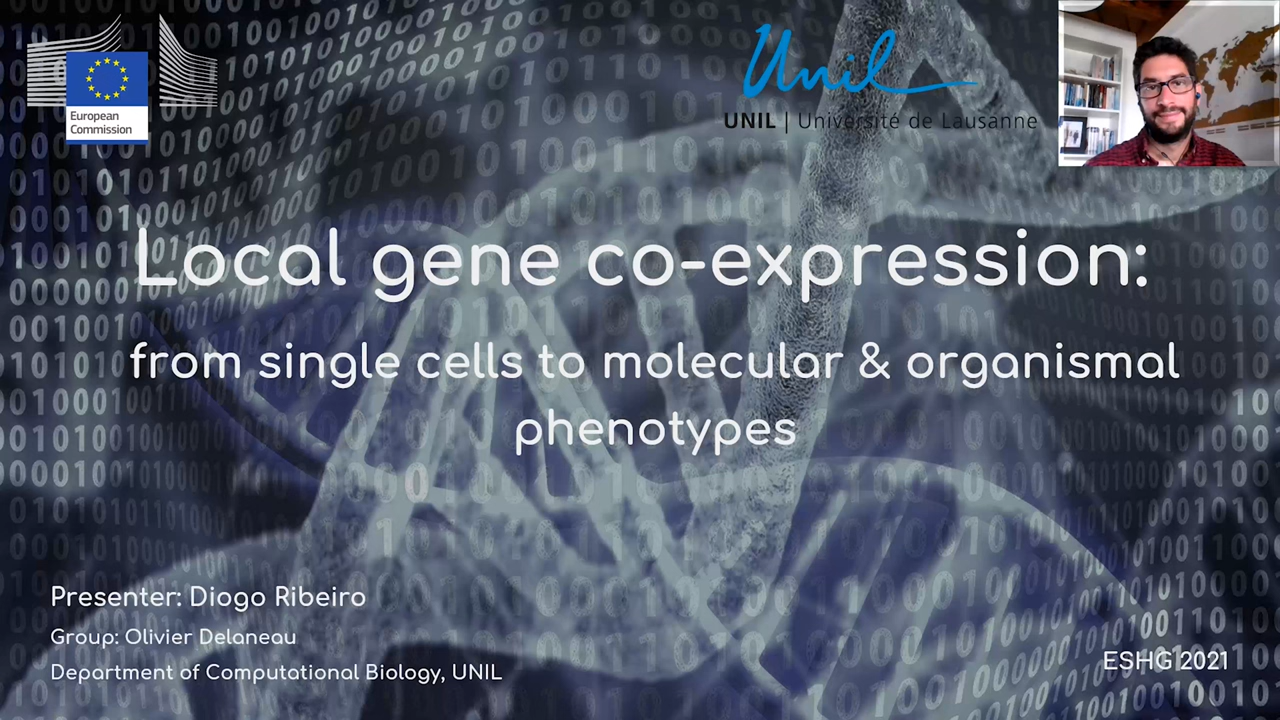 European
Commission
Unil
UNIL | Université de Lausanne
Local gene co-expression:
from single cells to molecular & organismal
phenotypes
Presenter: Diogo Ribeiro
Group: Olivier Delaneau
Department of Computational Biology, UNIL
ESHG 2021